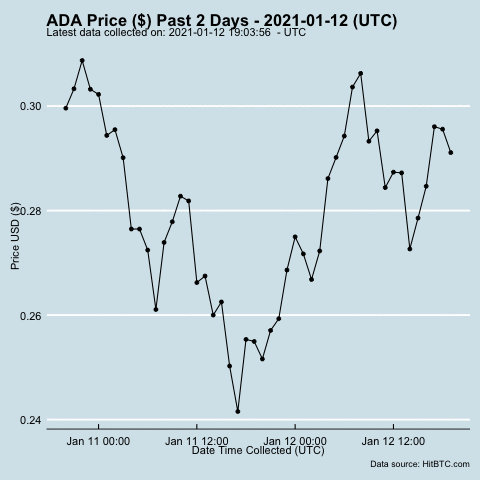 ADA Price ($) Past 2 Days - 2021-01-12 (UTC)
Latest data collected on: 2021-01-12 19:03:56 - UTC
Price USD ($)
0.30
0.28
0.26
0.24
Jan 11 00:00 Jan 11 12:00 Jan 12 00:00 Jan 12 12:00
Date Time Collected (UTC)
Data source: HitBTC.com